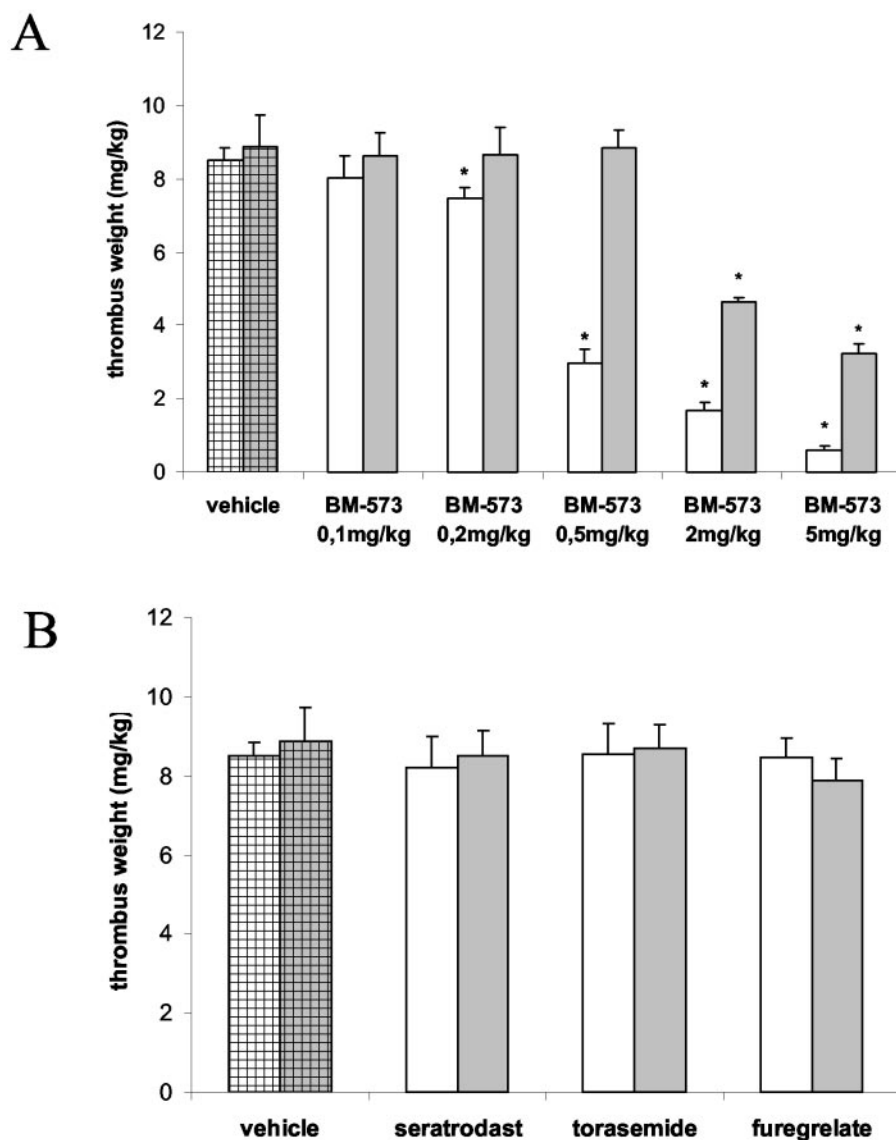 A
thrombus weight (mg/kg)
12
10
8
6
4
2
0
*
*
*
*
*
*
vehicle BM-573 BM-573 BM-573 BM-573 BM-573
0,1mg/kg 0,2mg/kg 0,5mg/kg 2mg/kg 5mg/kg
B
thrombus weight (mg/kg)
12
10
8
6
4
2
0
vehicle seratrodast torasemide furegrelate